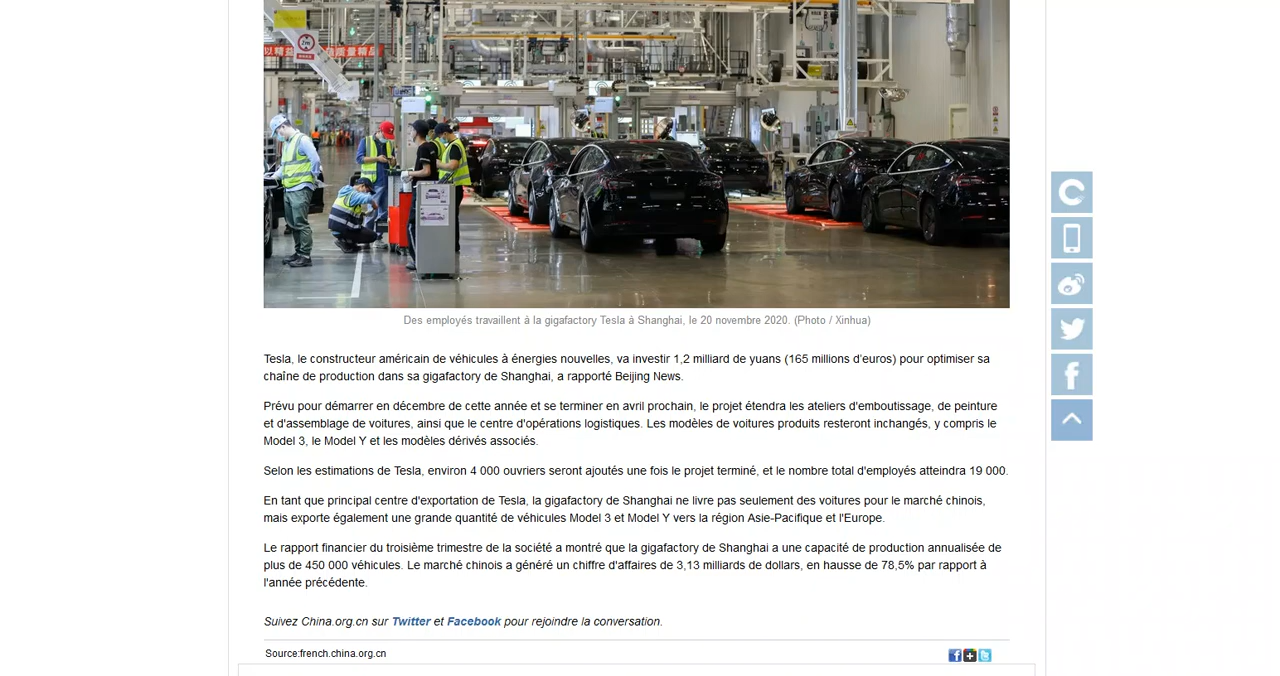 Des employés travaillent à la gigafactory Tesla à Shanghai, le 20 novembre 2020. (Photo / Xinhua)
Tesla, le constructeur américain de véhicules à énergies nouvelles, va investir 1,2 milliard de yuans (165 millions d’euros) pour optimiser sa
chaîne de production dans sa gigafactory de Shanghai, a rapporté Beijing News.
Prévu pour démarrer en décembre de cette année et se terminer en avril prochain, le projet étendra les ateliers d'emboutissage, de peinture
et d'assemblage de voitures, ainsi que le centre d'opérations logistiques. Les modèles de voitures produits resteront inchangés, y compris le
Model 3, le Model Y et les modèles dérivés associés.
Selon les estimations de Tesla, environ 4 000 ouvriers seront ajoutés une fois le projet terminé, et le nombre total d'employés atteindra 19 000.
En tant que principal centre d'exportation de Tesla, la gigafactory de Shanghai ne livre pas seulement des voitures pour le marché chinois,
mais exporte également une grande quantité de véhicules Model 3 et Model Y vers la région Asie-Pacifique et l'Europe.
Le rapport financier du troisième trimestre de la société a montré que la gigafactory de Shanghai a une capacité de production annualisée de
plus de 450 000 véhicules. Le marché chinois a généré un chiffre d'affaires de 3,13 milliards de dollars, en hausse de 78,5% par rapport à
l'année précédente.
Suivez China.org.cn sur Twitter et Facebook pour rejoindre la conversation.
Source:french.china.org.cn